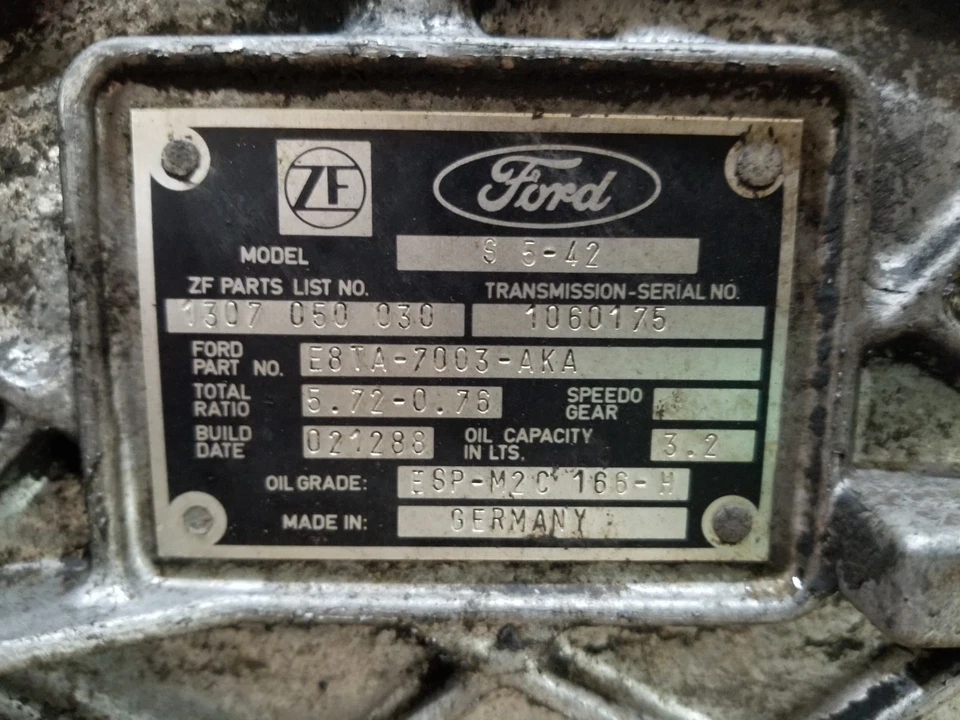 ZF Ford
MODEL S 5-42
ZF PARTS LIST NO. TRANSMISSION-SERIAL NO.
1307 050 030 1060175
FORD PART NO. E8TA-7003-AKA
TOTAL RATIO 5.72-0.76 SPEEDO GEAR
BUILD DATE 021288 OIL CAPACITY IN LTS. 3.2
OIL GRADE: ESP-M2C 166-H
MADE IN: GERMANY